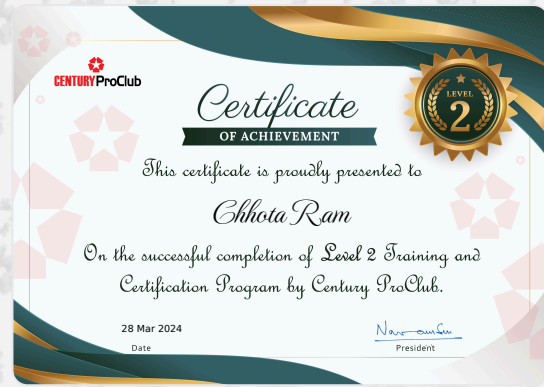 CENTURY ProClub
Certificate
OF ACHIEVEMENT
LEVEL
2
This certificate is proudly presented to
Chhota Ram
On the successful completion of Level 2 Training and
Certification Program by Century ProClub.
28 Mar 2024
Date
President